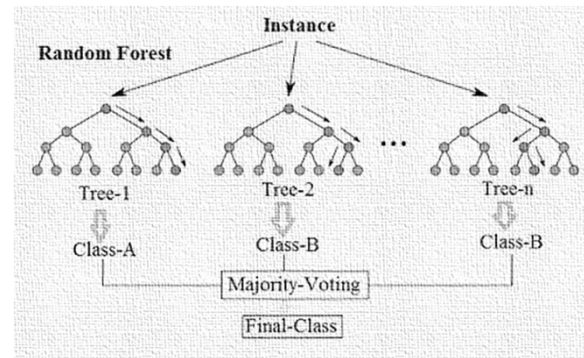 Instance
Random Forest
...
Tree-1 Tree-2 Tree-n
Class-A Class-B Class-B
Majority-Voting
Final-Class